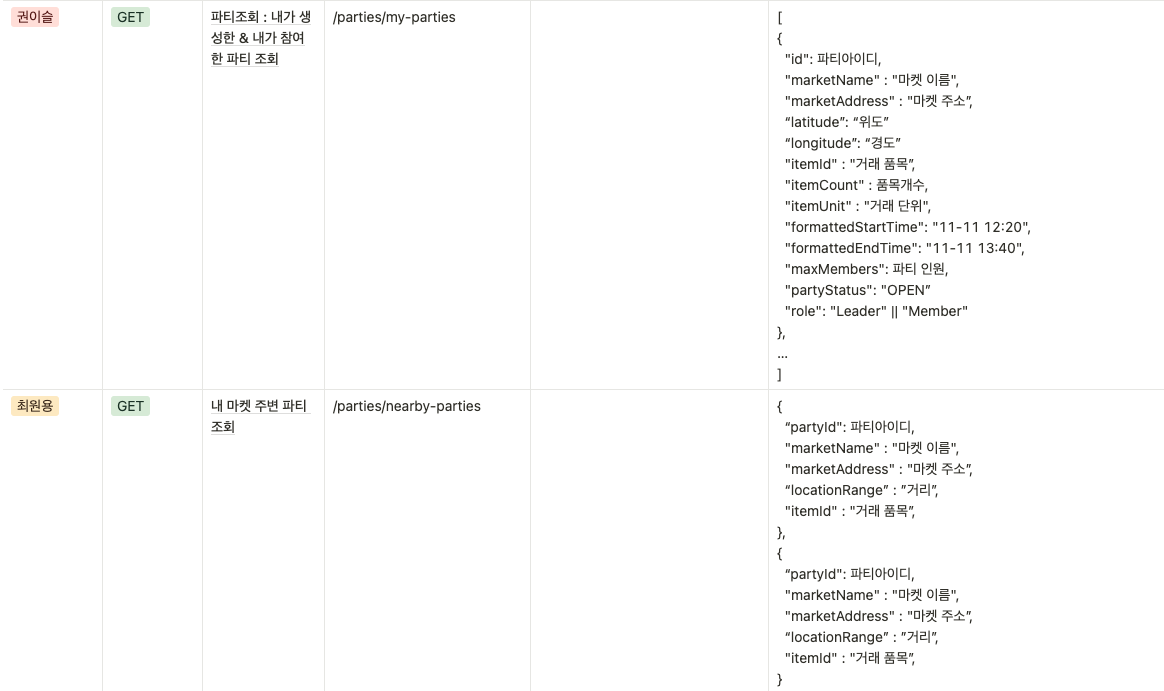 권이슬
GET
파티조회 : 내가 생
성한 & 내가 참여
한 파티 조회
/parties/my-parties
[
{
"id": 파티아이디,
"marketName" : "마켓 이름",
"marketAddress" : "마켓 주소”,
“latitude”: “위도”
“longitude”: “경도”
"itemId" : "거래 품목”,
"itemCount" : 품목개수,
"itemUnit" : "거래 단위",
"formattedStartTime": "11-11 12:20",
"formattedEndTime": "11-11 13:40",
"maxMembers": 파티 인원,
"partyStatus": "OPEN”
"role": "Leader" || "Member"
},
...
]
최원용
GET
내 마켓 주변 파티
조회
/parties/nearby-parties
{
“partyId": 파티아이디,
"marketName" : "마켓 이름",
"marketAddress" : "마켓 주소”,
“locationRange” : ”거리”,
"itemId" : "거래 품목”,
},
{
“partyId": 파티아이디,
"marketName" : "마켓 이름",
"marketAddress" : "마켓 주소”,
“locationRange” : ”거리”,
"itemId" : "거래 품목”,
}